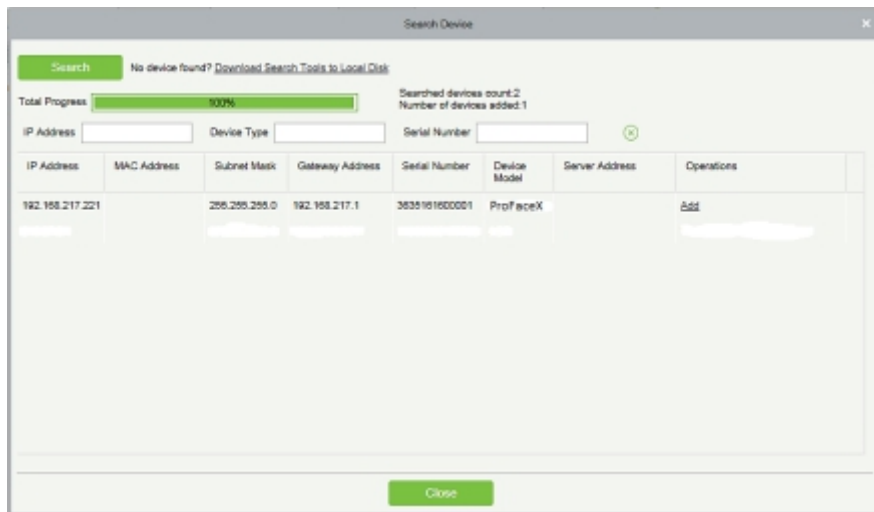 Search Device
Search No device found? Download Search Tools to Local Disk
Total Progress 100% Searched devices count:2
Number of devices added:1
IP Address Device Type Serial Number
IP Address MAC Address Subnet Mask Gateway Address Serial Number Device Model Server Address Operations
192.168.217.221 255.255.255.0 192.168.217.1 3635161600001 ProFaceX Add
Close